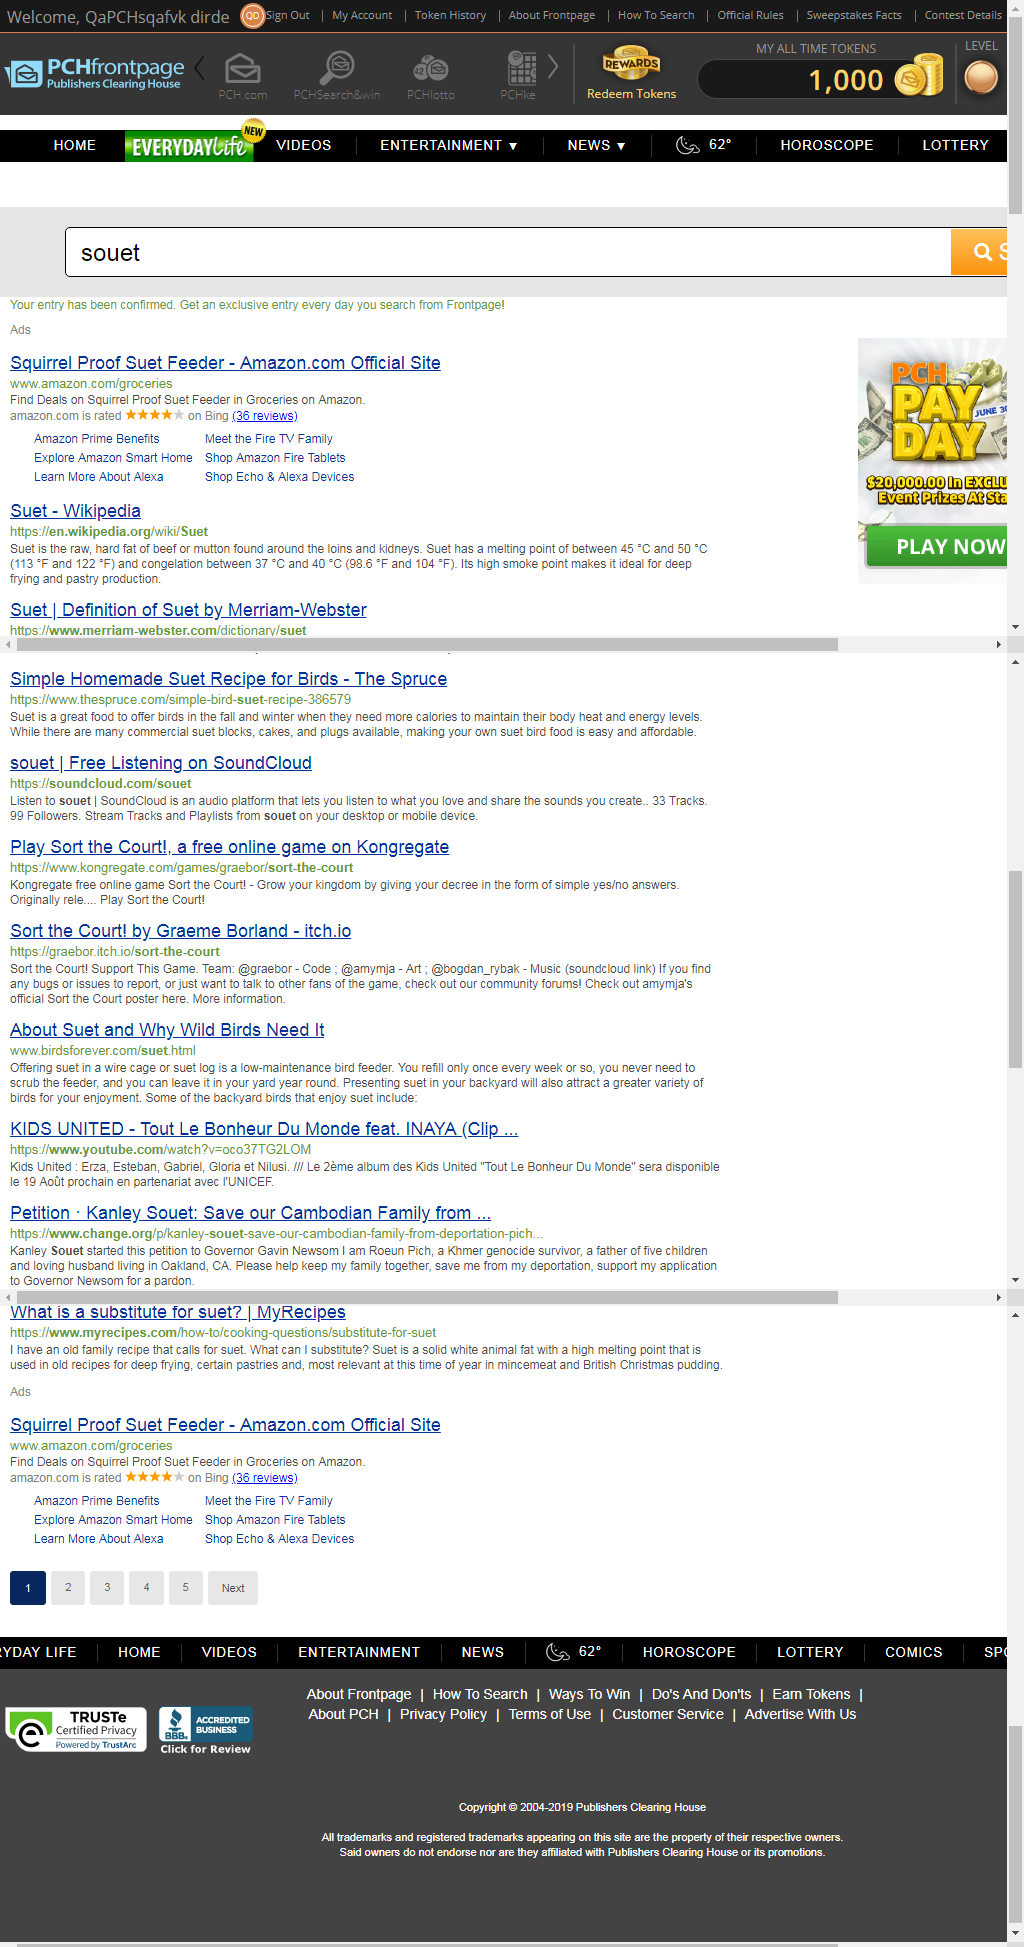 Welcome, QaPCHsqafvk dirde QD Sign Out | My Account | Token History | About Frontpage | How To Search | Official Rules | Sweepstakes Facts | Contest Details
PCHfrontpage
Publishers Clearing House
PCH.com PCHSearch&win PCHlotto PCHke
42
REWARDS
Redeem Tokens
MY ALL TIME TOKENS
1,000
LEVEL
HOME EVERYDAY Life NEW VIDEOS ENTERTAINMENT ▼ NEWS ▼ 62° HOROSCOPE LOTTERY
souet S
Your entry has been confirmed. Get an exclusive entry every day you search from Frontpage!
Ads
Squirrel Proof Suet Feeder - Amazon.com Official Site
www.amazon.com/groceries
Find Deals on Squirrel Proof Suet Feeder in Groceries on Amazon.
amazon.com is rated ★★★★★ on Bing (36 reviews)
Amazon Prime Benefits Meet the Fire TV Family
Explore Amazon Smart Home Shop Amazon Fire Tablets
Learn More About Alexa Shop Echo & Alexa Devices
PCH
PAY
DAY
JUNE 30
$20,000.00 In EXCLU
Event Prizes At Sta
PLAY NOW
Suet - Wikipedia
https://en.wikipedia.org/wiki/Suet
Suet is the raw, hard fat of beef or mutton found around the loins and kidneys. Suet has a melting point of between 45 °C and 50 °C
(113 °F and 122 °F) and congelation between 37 °C and 40 °C (98.6 °F and 104 °F). Its high smoke point makes it ideal for deep
frying and pastry production.
Suet | Definition of Suet by Merriam-Webster
https://www.merriam-webster.com/dictionary/suet
Simple Homemade Suet Recipe for Birds - The Spruce
https://www.thespruce.com/simple-bird-suet-recipe-386579
Suet is a great food to offer birds in the fall and winter when they need more calories to maintain their body heat and energy levels.
While there are many commercial suet blocks, cakes, and plugs available, making your own suet bird food is easy and affordable.
souet | Free Listening on SoundCloud
https://soundcloud.com/souet
Listen to souet | SoundCloud is an audio platform that lets you listen to what you love and share the sounds you create.. 33 Tracks.
99 Followers. Stream Tracks and Playlists from souet on your desktop or mobile device.
Play Sort the Court!, a free online game on Kongregate
https://www.kongregate.com/games/graebor/sort-the-court
Kongregate free online game Sort the Court! - Grow your kingdom by giving your decree in the form of simple yes/no answers.
Originally rele.... Play Sort the Court!
Sort the Court! by Graeme Borland - itch.io
https://graebor.itch.io/sort-the-court
Sort the Court! Support This Game. Team: @graebor - Code ; @amymja - Art ; @bogdan_rybak - Music (soundcloud link) If you find
any bugs or issues to report, or just want to talk to other fans of the game, check out our community forums! Check out amymja's
official Sort the Court poster here. More information.
About Suet and Why Wild Birds Need It
www.birdsforever.com/suet.html
Offering suet in a wire cage or suet log is a low-maintenance bird feeder. You refill only once every week or so, you never need to
scrub the feeder, and you can leave it in your yard year round. Presenting suet in your backyard will also attract a greater variety of
birds for your enjoyment. Some of the backyard birds that enjoy suet include:
KIDS UNITED - Tout Le Bonheur Du Monde feat. INAYA (Clip ...
https://www.youtube.com/watch?v=oco37TG2LOM
Kids United : Erza, Esteban, Gabriel, Gloria et Nilusi. /// Le 2ème album des Kids United "Tout Le Bonheur Du Monde" sera disponible
le 19 Août prochain en partenariat avec l'UNICEF.
Petition · Kanley Souet: Save our Cambodian Family from ...
https://www.change.org/p/kanley-souet-save-our-cambodian-family-from-deportation-pich...
Kanley Souet started this petition to Governor Gavin Newsom I am Roeun Pich, a Khmer genocide survivor, a father of five children
and loving husband living in Oakland, CA. Please help keep my family together, save me from my deportation, support my application
to Governor Newsom for a pardon.
What is a substitute for suet? | MyRecipes
https://www.myrecipes.com/how-to/cooking-questions/substitute-for-suet
I have an old family recipe that calls for suet. What can I substitute? Suet is a solid white animal fat with a high melting point that is
used in old recipes for deep frying, certain pastries and, most relevant at this time of year in mincemeat and British Christmas pudding.
Ads
Squirrel Proof Suet Feeder - Amazon.com Official Site
www.amazon.com/groceries
Find Deals on Squirrel Proof Suet Feeder in Groceries on Amazon.
amazon.com is rated ★★★★★ on Bing (36 reviews)
Amazon Prime Benefits Meet the Fire TV Family
Explore Amazon Smart Home Shop Amazon Fire Tablets
Learn More About Alexa Shop Echo & Alexa Devices
1 2 3 4 5 Next
RYDAY LIFE HOME VIDEOS ENTERTAINMENT NEWS 62° HOROSCOPE LOTTERY COMICS SPO
About Frontpage | How To Search | Ways To Win | Do's And Don'ts | Earn Tokens |
About PCH | Privacy Policy | Terms of Use | Customer Service | Advertise With Us
TRUSTe
Certified Privacy
Powered by TrustArc
BBB.
ACCREDITED
BUSINESS
Click for Review
Copyright © 2004-2019 Publishers Clearing House
All trademarks and registered trademarks appearing on this site are the property of their respective owners.
Said owners do not endorse nor are they affiliated with Publishers Clearing House or its promotions.